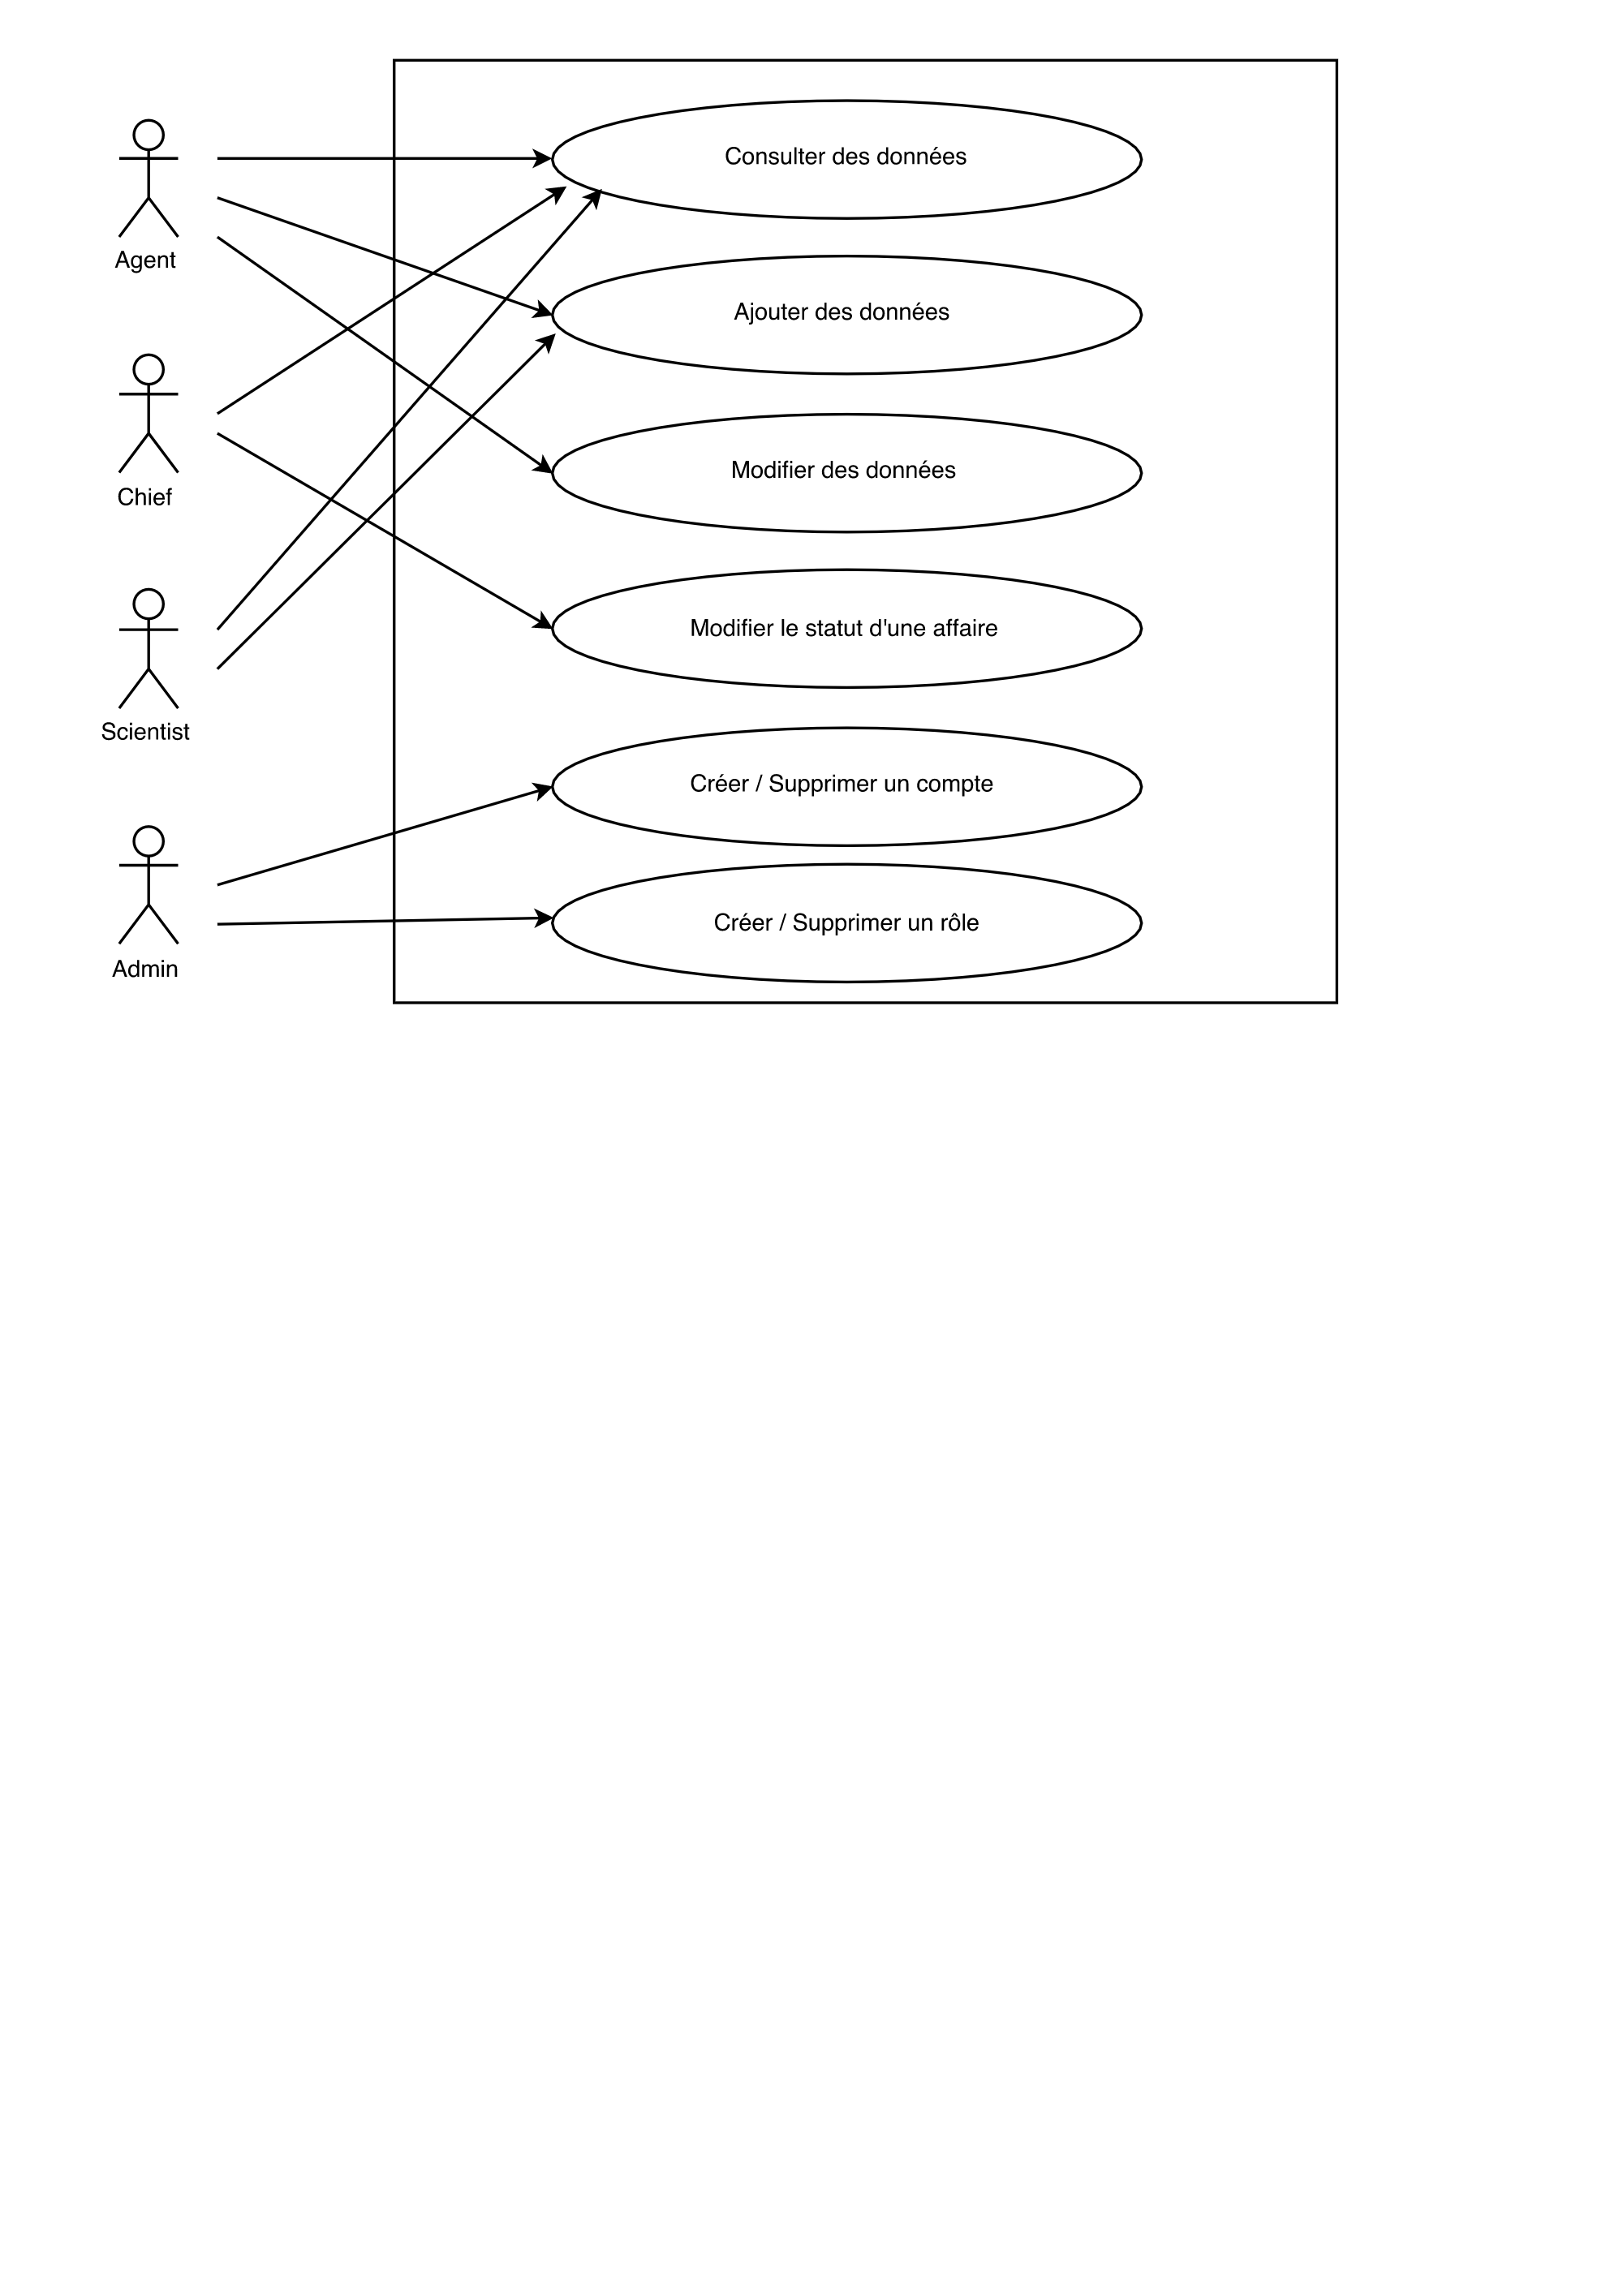 Consulter des données
Agent
Ajouter des données
Modifier des données
Chief
Modifier le statut d'une affaire
Scientist
Créer / Supprimer un compte
Créer / Supprimer un rôle
Admin